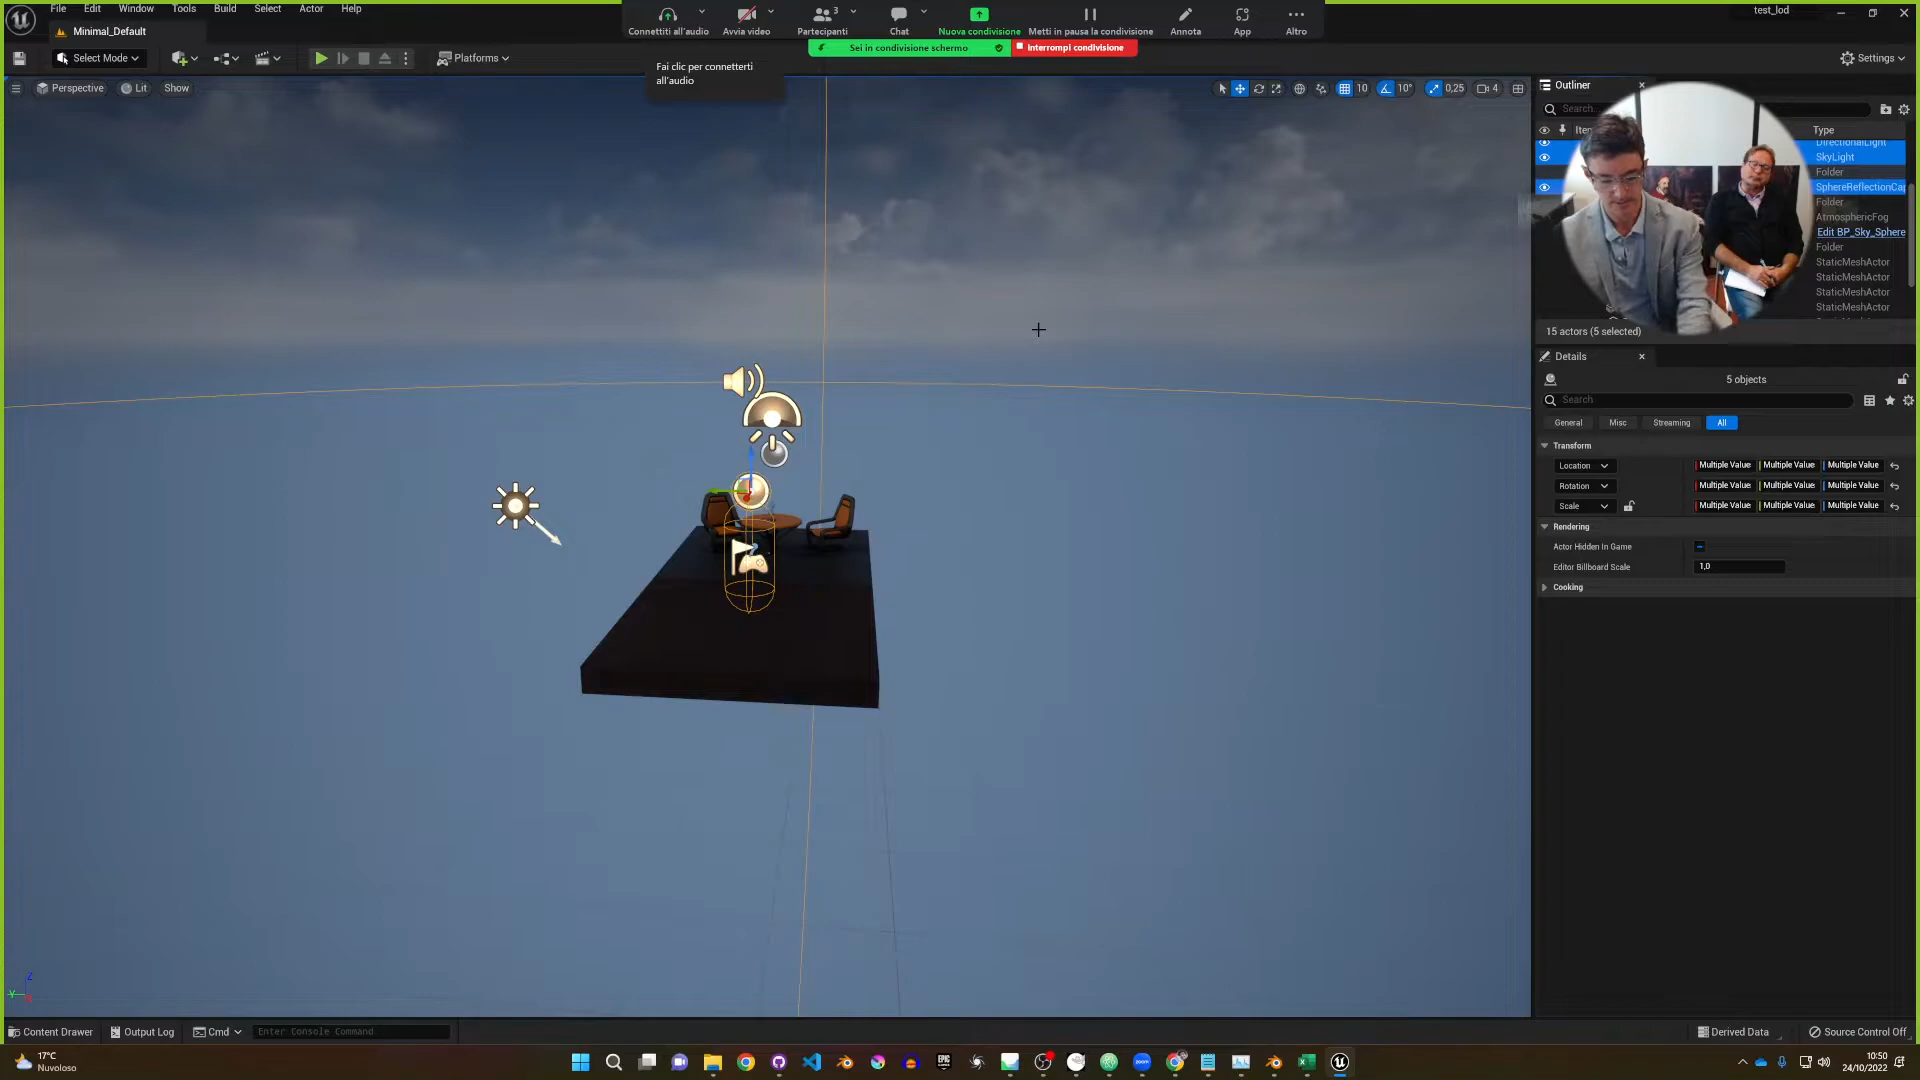 File Edit Window Tools Build Select Actor Help
test_lod
Minimal_Default
Connettiti all'audio Avvia video 3 Partecipanti Chat Nuova condivisione Metti in pausa la condivisione Annota App Altro
Sei in condivisione schermo Interrompi condivisione
Select Mode Platforms Settings
Fai clic per connetterti
all'audio
Perspective Lit Show 10 10° 0,25 4
Outliner
Search...
Type
DirectionalLight
SkyLight
Folder
SphereReflectionCap
Folder
AtmosphericFog
Edit BP_Sky_Sphere
Folder
StaticMeshActor
StaticMeshActor
StaticMeshActor
StaticMeshActor
15 actors (5 selected)
Details
5 objects
Search
General Misc Streaming All
Transform
Location Multiple Value Multiple Value Multiple Value
Rotation Multiple Value Multiple Value Multiple Value
Scale Multiple Value Multiple Value Multiple Value
Rendering
Actor Hidden In Game
Editor Billboard Scale 1,0
Cooking
Z
Y
Content Drawer Output Log Cmd Enter Console Command Derived Data Source Control Off
17°C
Nuvoloso
zoom
10:50
24/10/2022